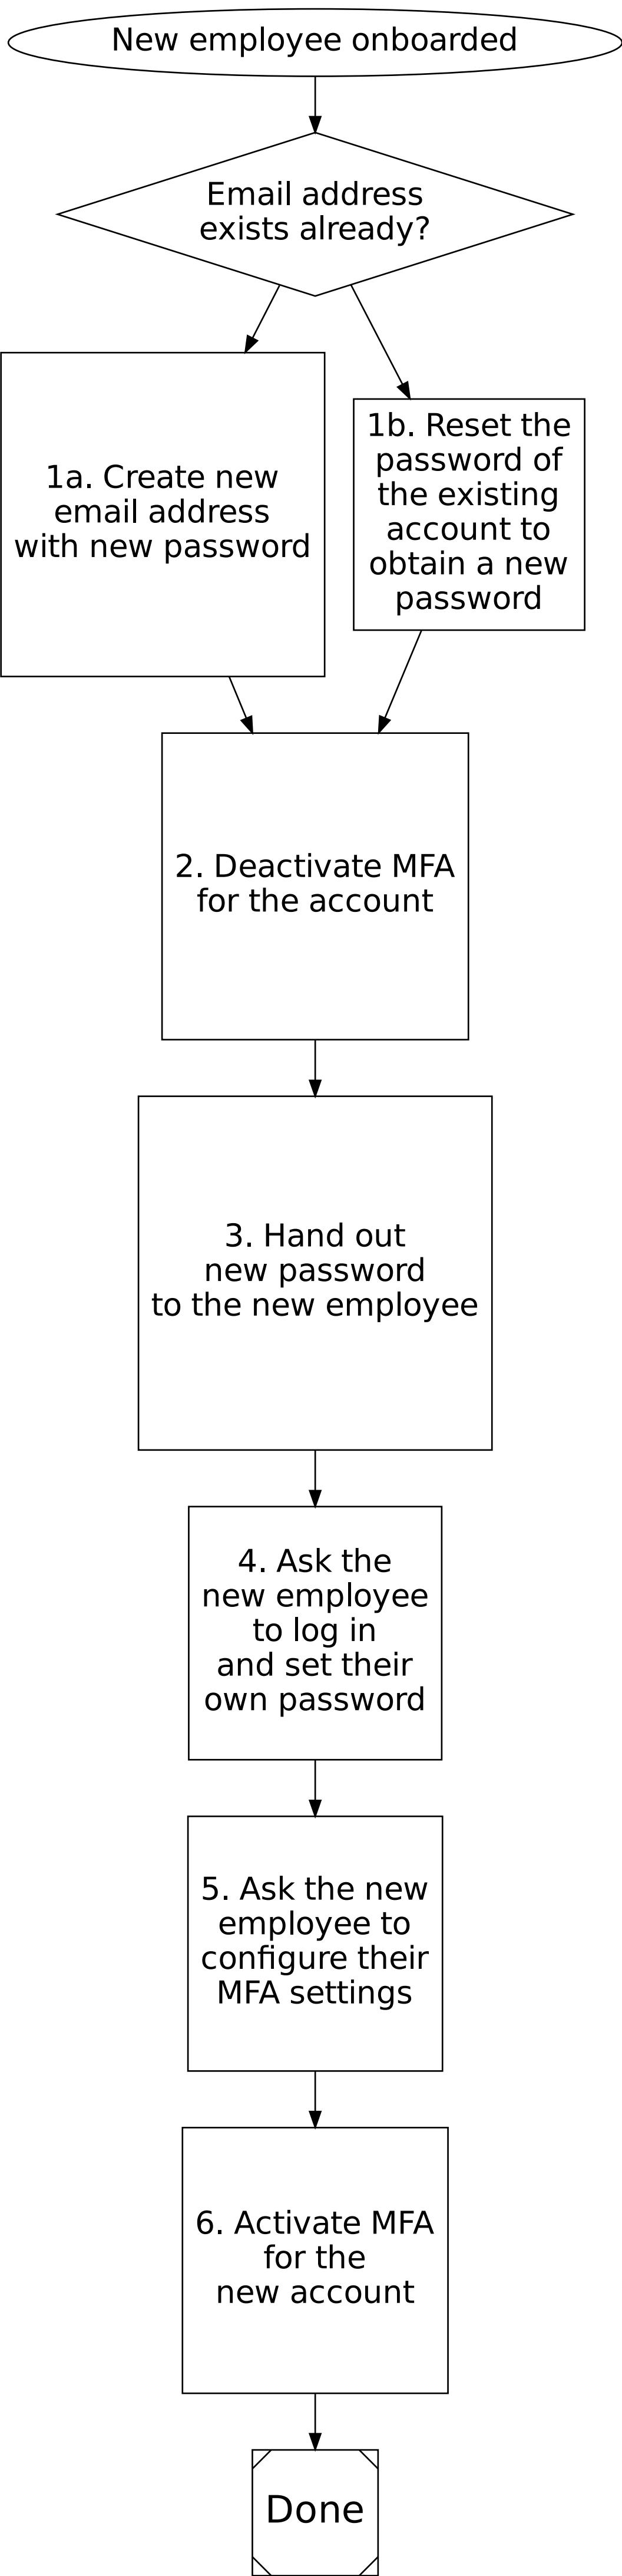 New employee onboarded
Email address
exists already?
1a. Create new
email address
with new password
1b. Reset the
password of
the existing
account to
obtain a new
password
2. Deactivate MFA
for the account
3. Hand out
new password
to the new employee
4. Ask the
new employee
to log in
and set their
own password
5. Ask the new
employee to
configure their
MFA settings
6. Activate MFA
for the
new account
Done